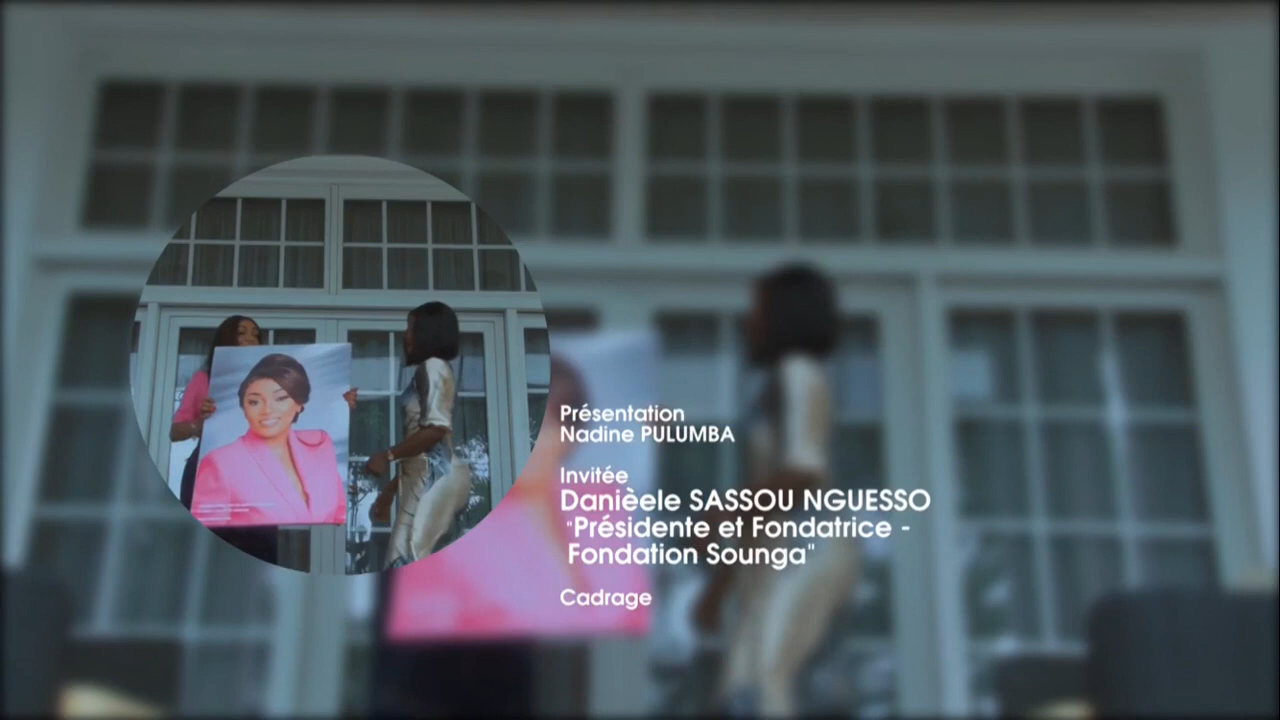 Présentation
Nadine PULUMBA
Invitée
Danièele SASSOU NGUESSO
"Présidente et Fondatrice -
Fondation Sounga"
Cadrage